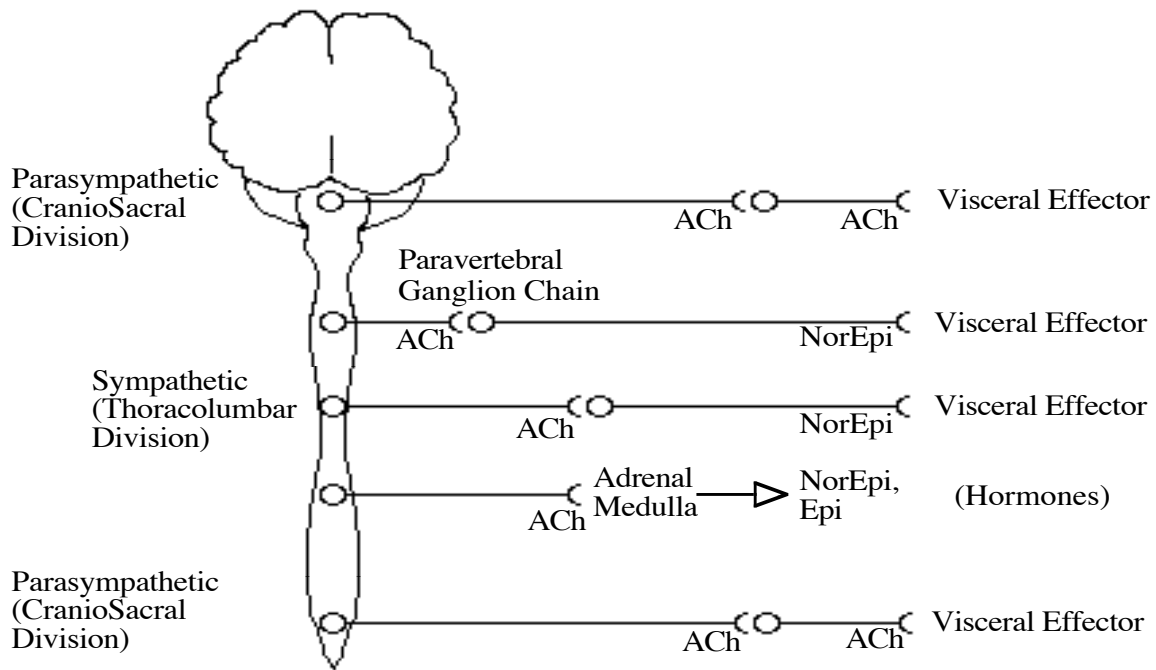 Parasympathetic
(CranioSacral
Division)
ACh
ACh
Visceral Effector
Paravertebral
Ganglion Chain
ACh
NorEpi
Visceral Effector
Sympathetic
(Thoracolumbar
Division)
ACh
NorEpi
Visceral Effector
ACh
Adrenal
Medulla
NorEpi,
Epi
(Hormones)
Parasympathetic
(CranioSacral
Division)
ACh
ACh
Visceral Effector